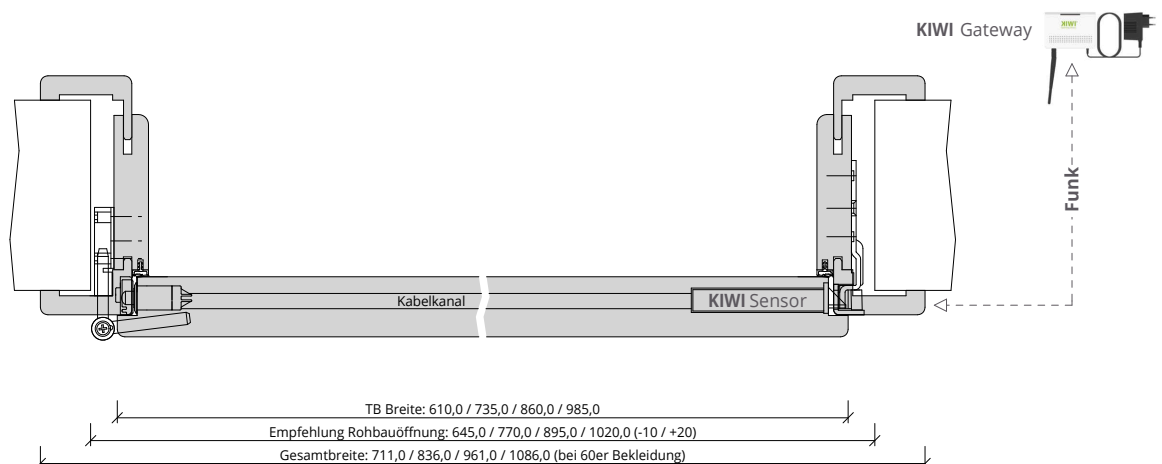 KIWI Gateway
KIWI
Funk
Kabelkanal
KIWI Sensor
TB Breite: 610,0 / 735,0 / 860,0 / 985,0
Empfehlung Rohbauöffnung: 645,0 / 770,0 / 895,0 / 1020,0 (-10 / +20)
Gesamtbreite: 711,0 / 836,0 / 961,0 / 1086,0 (bei 60er Bekleidung)